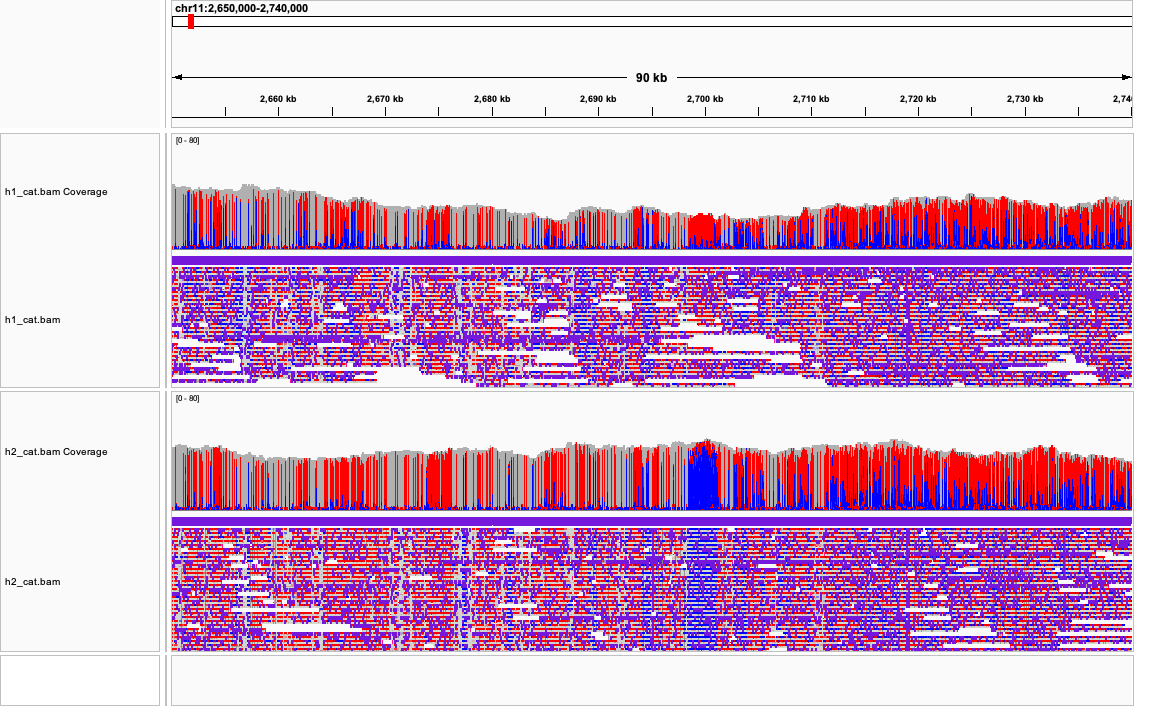 chr11:2,650,000-2,740,000
90 kb
2,660 kb 2,670 kb 2,680 kb 2,690 kb 2,700 kb 2,710 kb 2,720 kb 2,730 kb 2,740
[0 - 80]
h1_cat.bam Coverage
h1_cat.bam
[0 - 80]
h2_cat.bam Coverage
h2_cat.bam